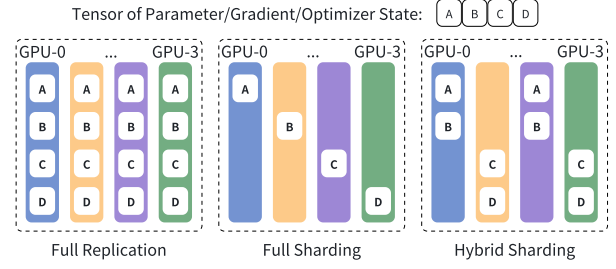 Tensor of Parameter/Gradient/Optimizer State: A B C D
GPU-0 ... GPU-3 GPU-0 ... GPU-3 GPU-0 ... GPU-3
A A A A A A A
B B B B B B B
C C C C C C C
D D D D D D D
Full Replication Full Sharding Hybrid Sharding